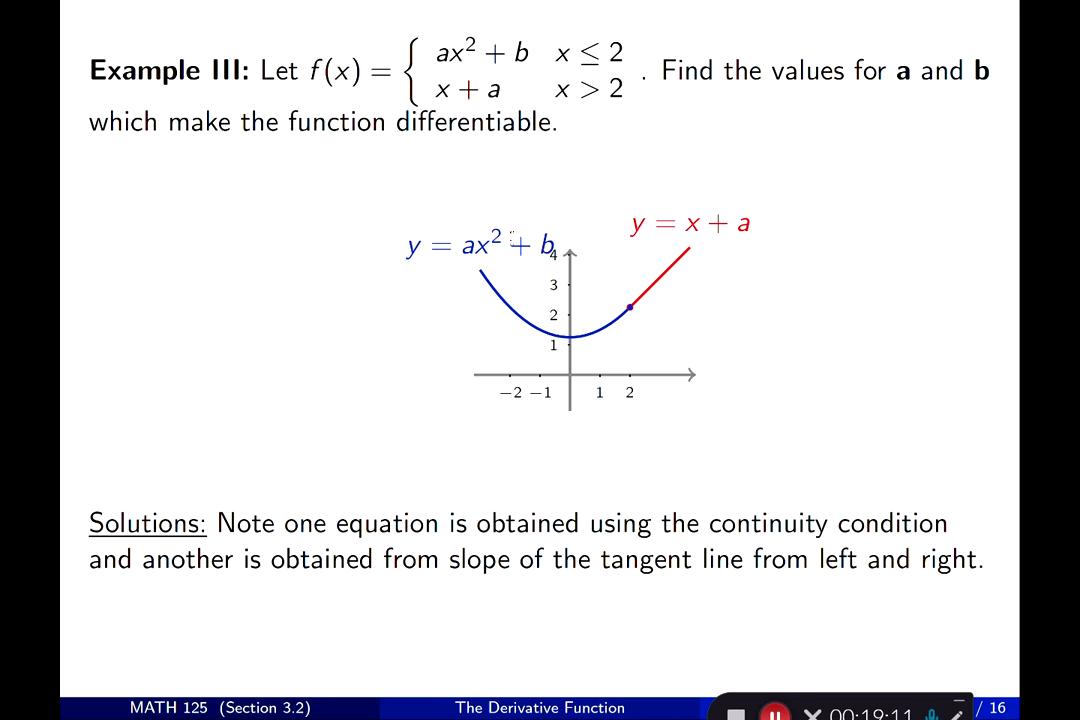 Example III: Let f(x) = { ax² + b x ≤ 2
x + a x > 2 . Find the values for a and b
which make the function differentiable.
y = x + a
y = ax² + b
4
3
2
1
−2 −1 1 2
Solutions: Note one equation is obtained using the continuity condition
and another is obtained from slope of the tangent line from left and right.
MATH 125 (Section 3.2) The Derivative Function / 16
00:19:11